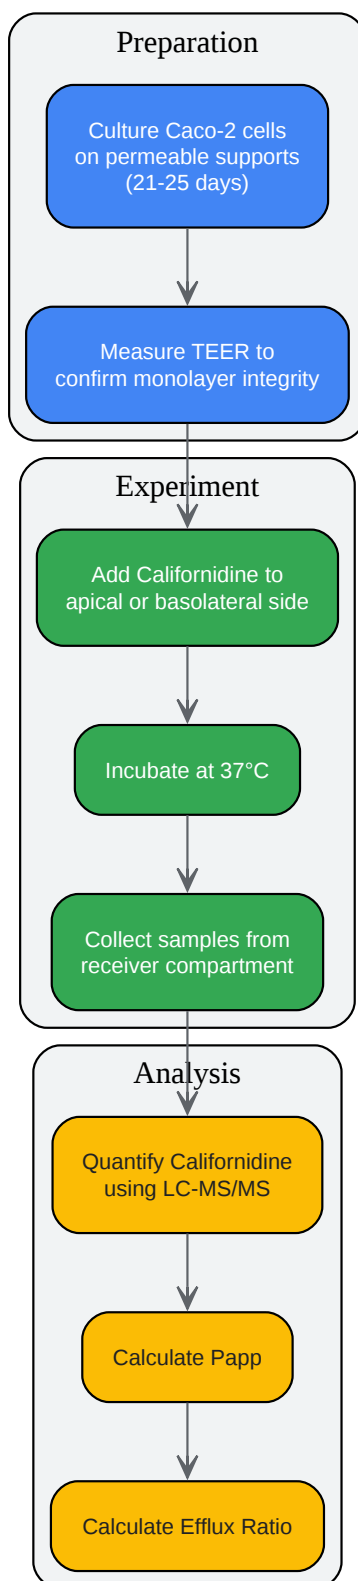 Preparation
Culture Caco-2 cells
on permeable supports
(21-25 days)
Measure TEER to
confirm monolayer integrity
Experiment
Add Californidine to
apical or basolateral side
Incubate at 37°C
Collect samples from
receiver compartment
Analysis
Quantify Californidine
using LC-MS/MS
Calculate Papp
Calculate Efflux Ratio